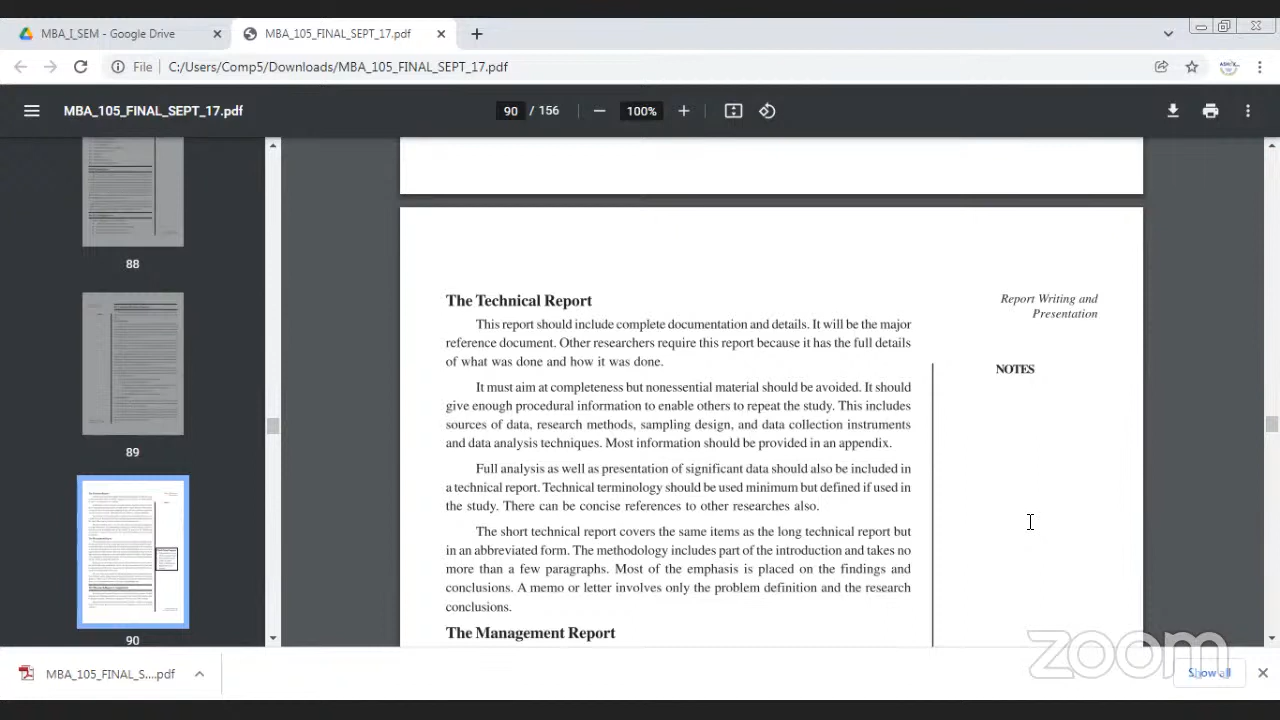 MBA_I_SEM - Google Drive
MBA_105_FINAL_SEPT_17.pdf
File C:/Users/Comp5/Downloads/MBA_105_FINAL_SEPT_17.pdf
MBA_105_FINAL_SEPT_17.pdf
90 / 156
100%
88
89
90
The Technical Report
This report should include complete documentation and details. It will be the major
reference document. Other researchers require this report because it has the full details
of what was done and how it was done.
It must aim at completeness but nonessential material should be avoided. It should
give enough procedural information to enable others to repeat the study. This includes
sources of data, research methods, sampling design, and data collection instruments
and data analysis techniques. Most information should be provided in an appendix.
Full analysis as well as presentation of significant data should also be included in
a technical report. Technical terminology should be used minimum but defined if used in
the study. There can be concise references to other researches also.
The short technical report covers the same items as the long technical report but
in an abbreviated form. The methodology includes part of the introduction and takes no
more than a few paragraphs. Most of the emphasis is placed on the findings and
conclusions. A memo or letter involves only the problem definition and the research
conclusions.
The Management Report
Report Writing and
Presentation
NOTES
zoom
MBA_105_FINAL_S....pdf
Show all